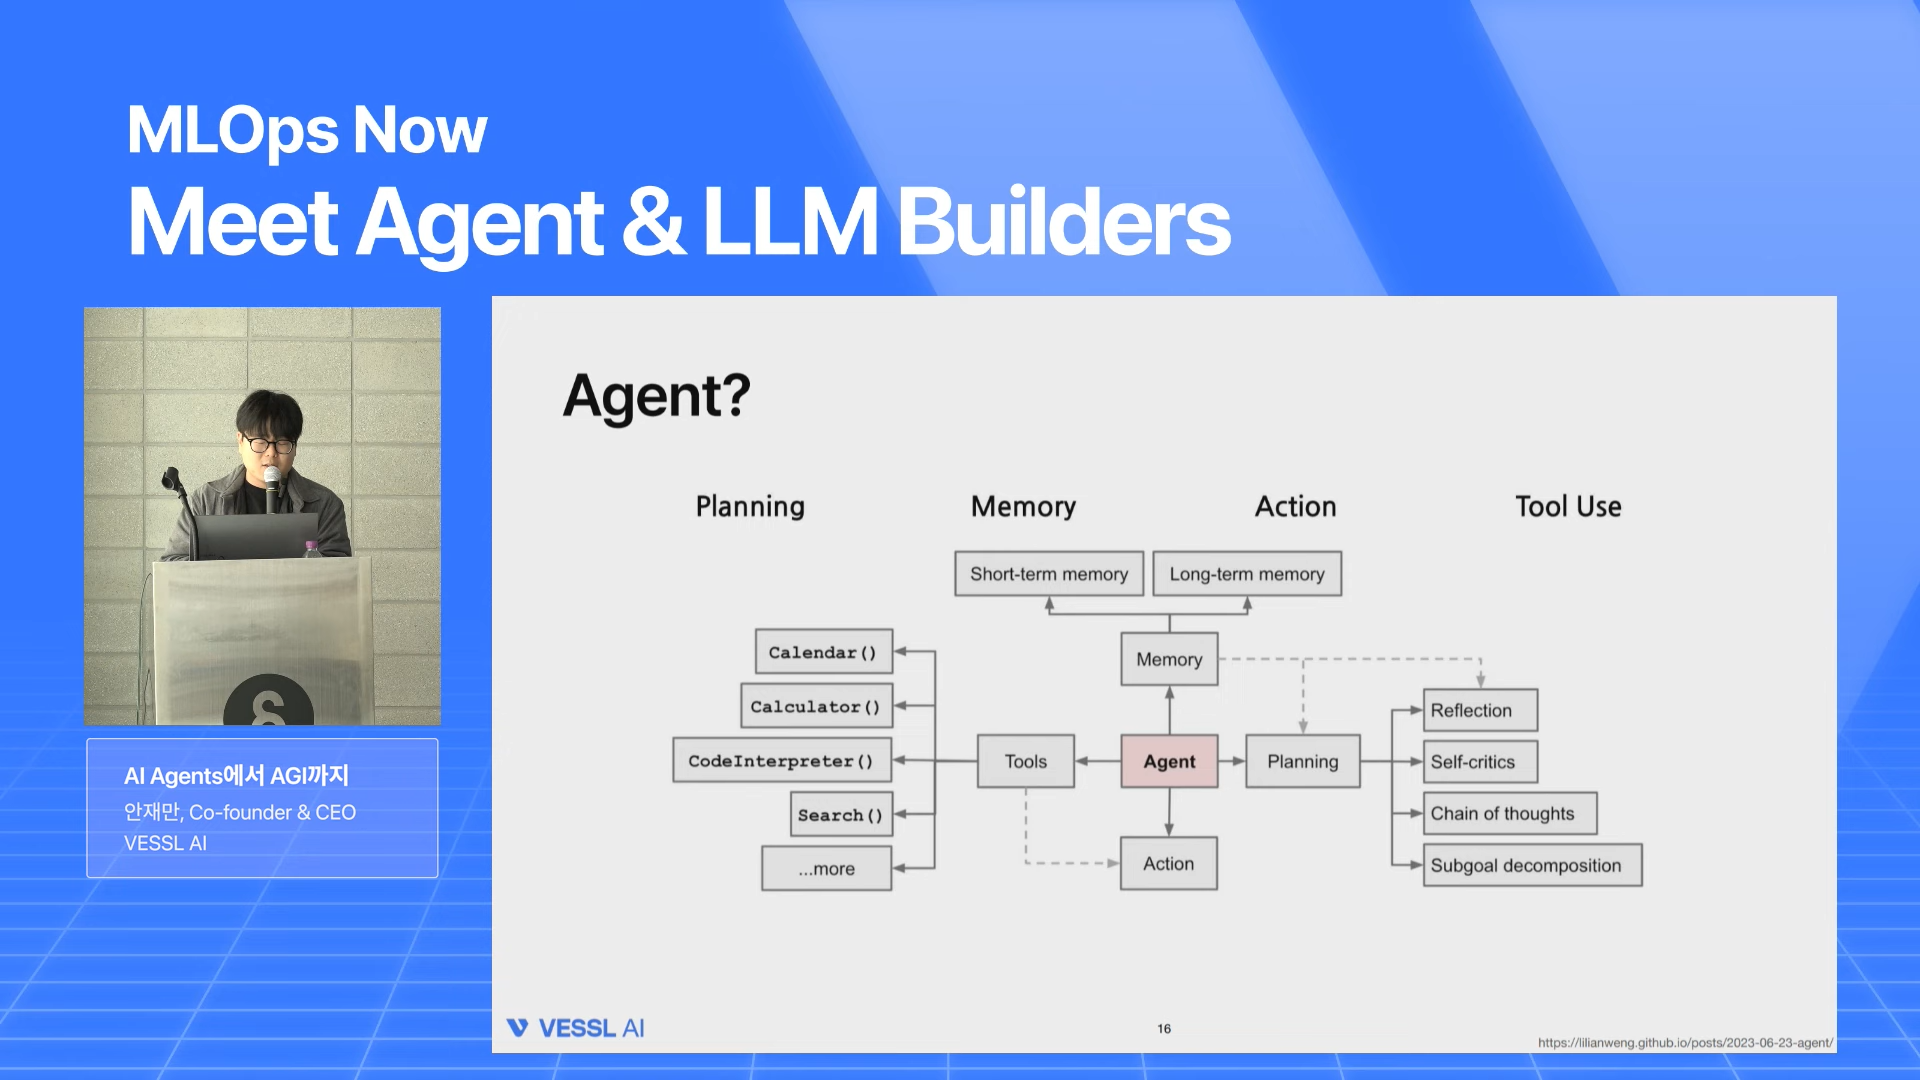 MLOps Now
Meet Agent & LLM Builders
AI Agents에서 AGI까지
안재만, Co-founder & CEO
VESSL AI
Agent?
Planning
Memory
Action
Tool Use
Short-term memory
Long-term memory
Calendar()
Calculator()
CodeInterpreter()
Search()
...more
Tools
Memory
Agent
Action
Planning
Reflection
Self-critics
Chain of thoughts
Subgoal decomposition
VESSL AI
16
https://lilianweng.github.io/posts/2023-06-23-agent/